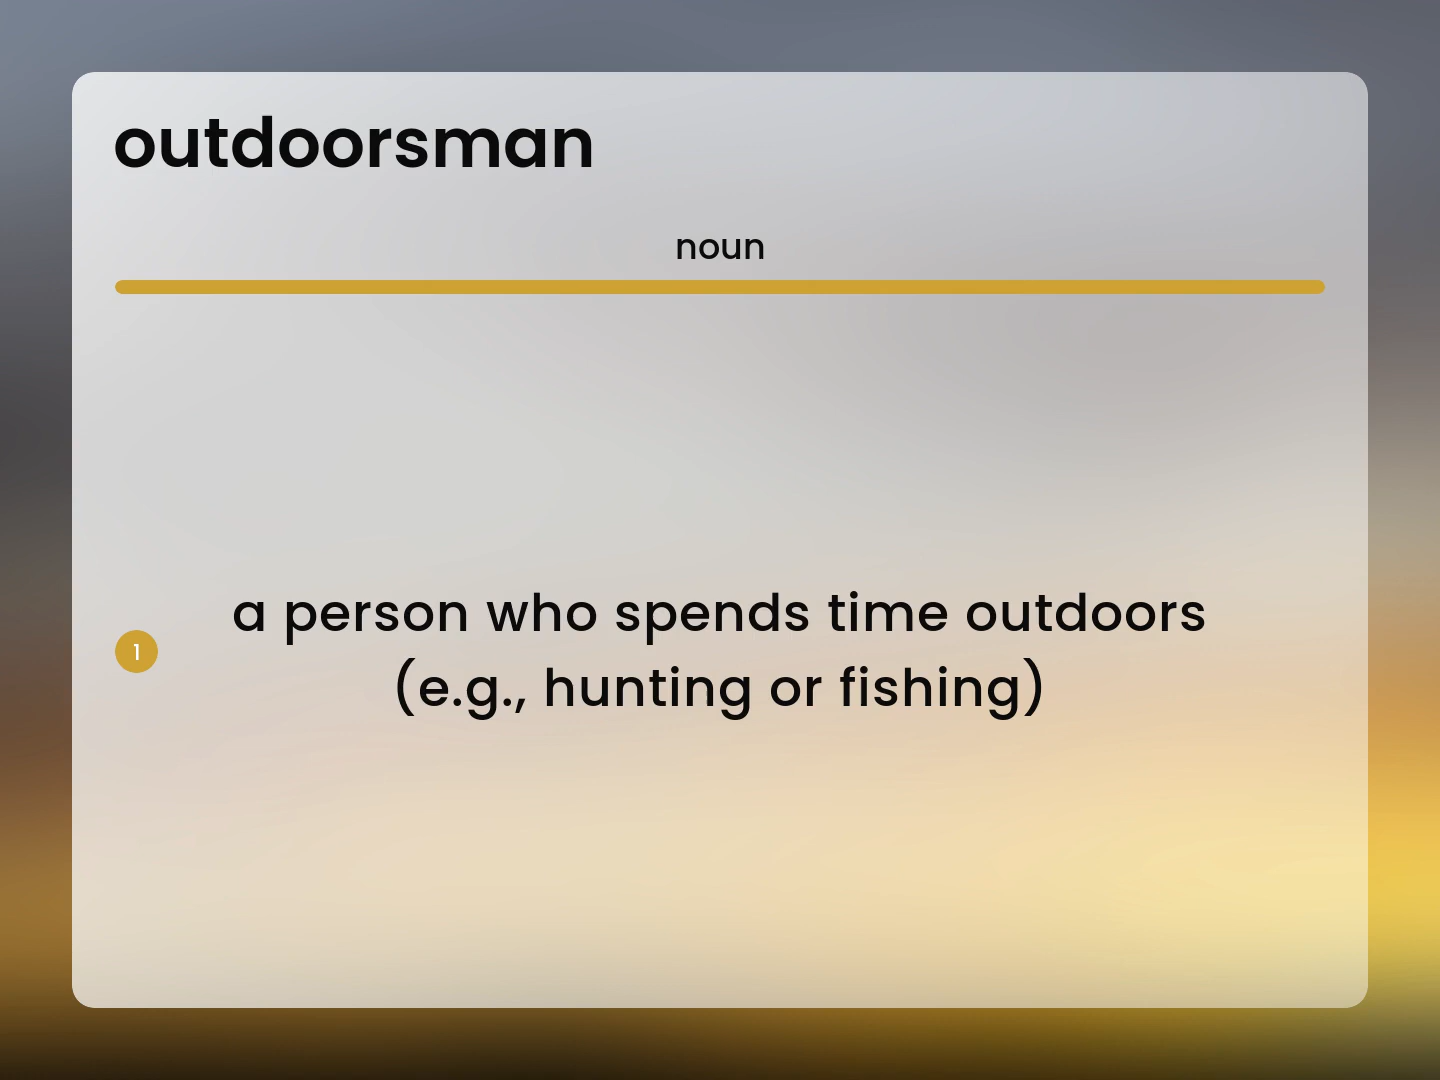 outdoorsman
noun
1
a person who spends time outdoors
(e.g., hunting or fishing)